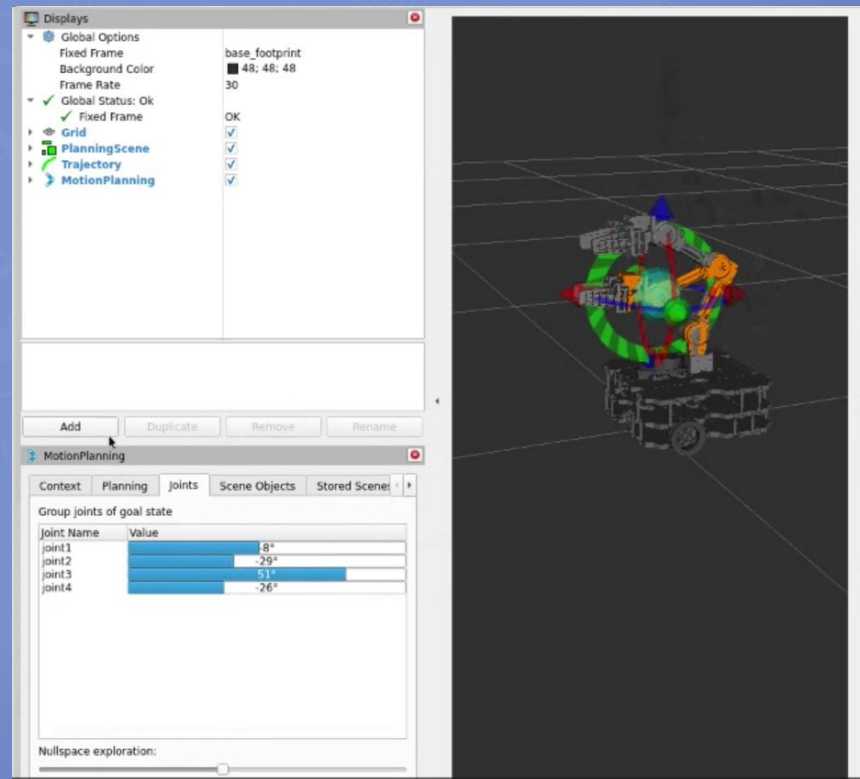 Displays
Global Options
Fixed Frame base_footprint
Background Color 48; 48; 48
Frame Rate 30
Global Status: Ok
Fixed Frame OK
Grid
PlanningScene
Trajectory
MotionPlanning
Add Duplicate Remove Rename
MotionPlanning
Context Planning Joints Scene Objects Stored Scenes
Group joints of goal state
Joint Name Value
joint1 -8°
joint2 -29°
joint3 51°
joint4 -26°
Nullspace exploration: